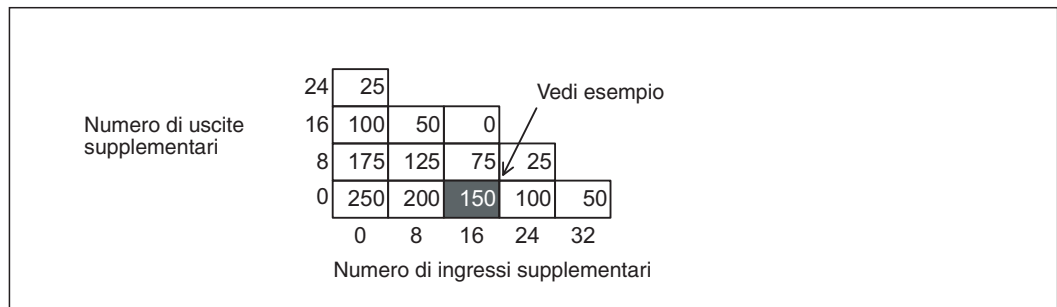 24 25
Vedi esempio
Numero di uscite
supplementari
16 100 50 0
8 175 125 75 25
0 250 200 150 100 50
0 8 16 24 32
Numero di ingressi supplementari